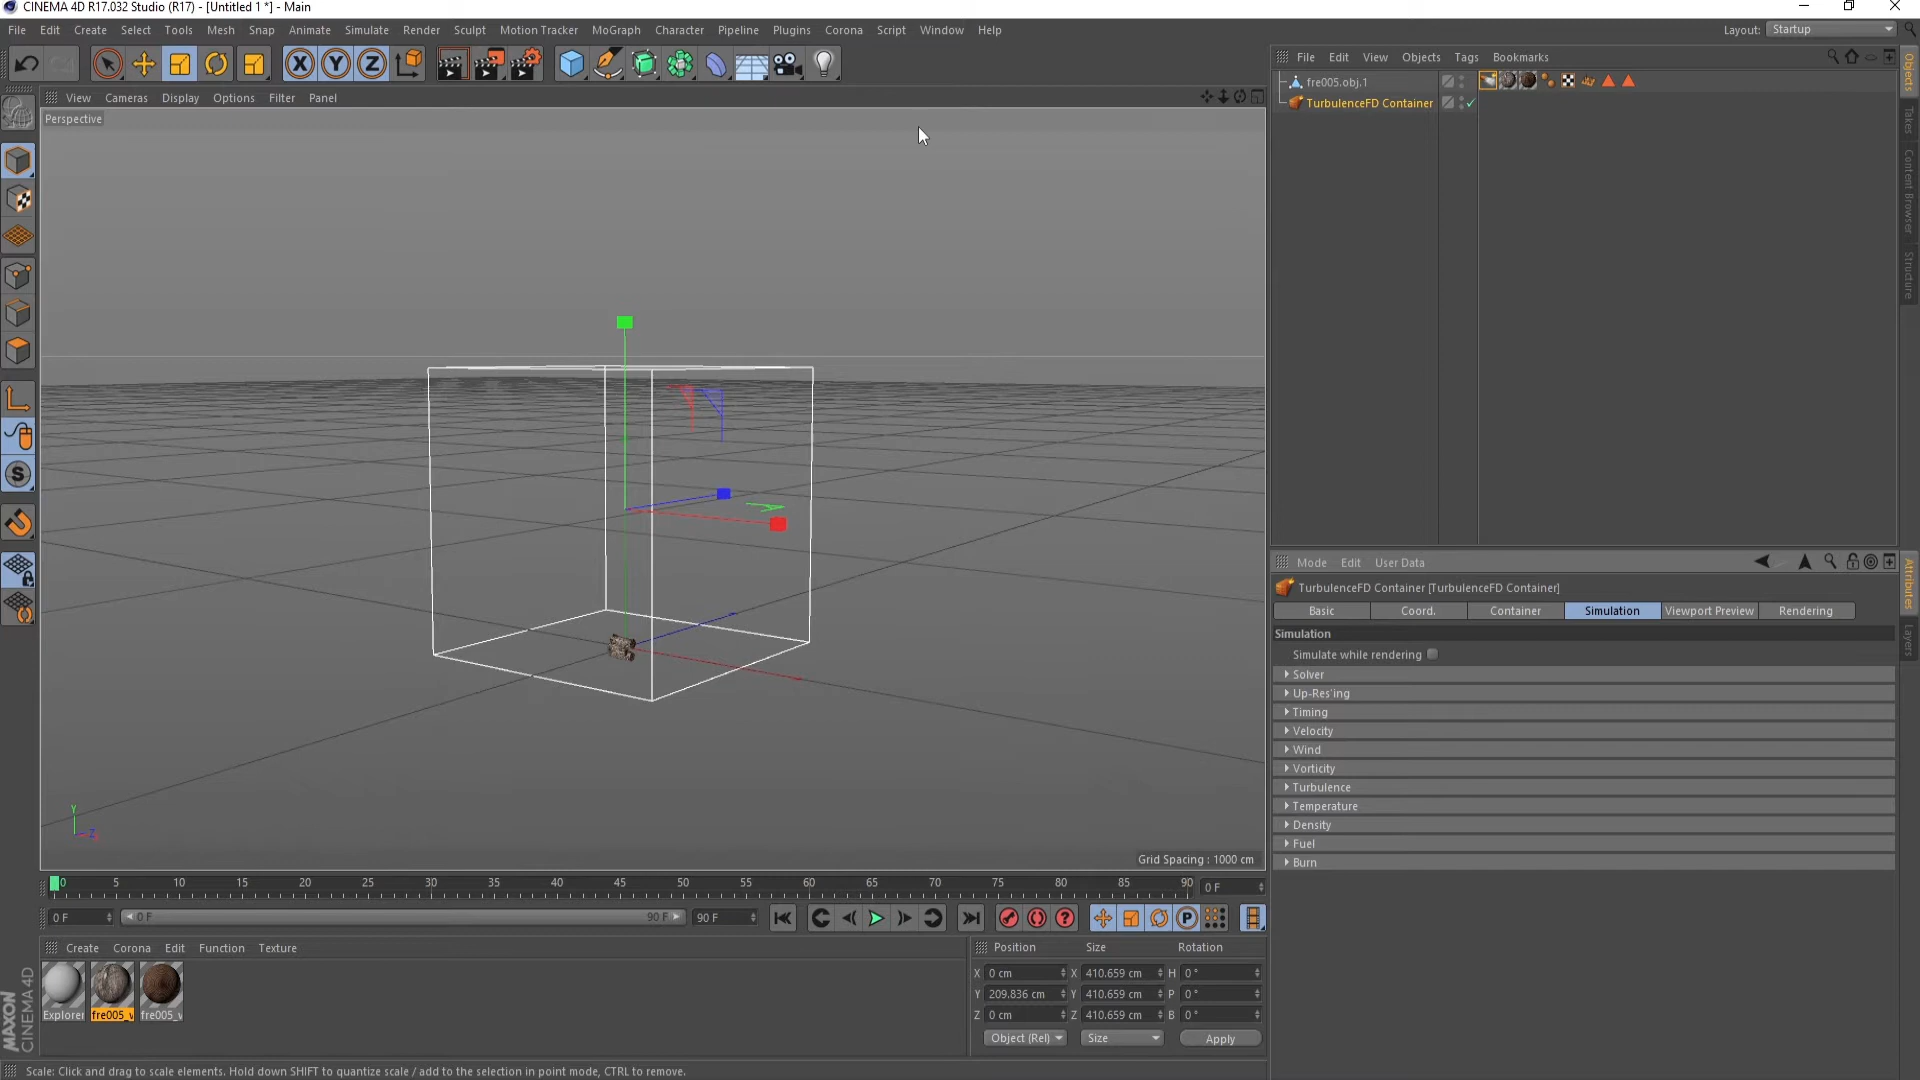 CINEMA 4D R17.032 Studio (R17) - [Untitled 1 *] - Main
File Edit Create Select Tools Mesh Snap Animate Simulate Render Sculpt Motion Tracker MoGraph Character Pipeline Plugins Corona Script Window Help
Layout: Startup
File Edit View Objects Tags Bookmarks
fre005.obj.1
TurbulenceFD Container
Objects
Takes
Content Browser
Structure
View Cameras Display Options Filter Panel
Perspective
Y
Z
Grid Spacing : 1000 cm
Mode Edit User Data
TurbulenceFD Container [TurbulenceFD Container]
Basic Coord. Container Simulation Viewport Preview Rendering
Simulation
Simulate while rendering
Solver
Up-Res'ing
Timing
Velocity
Wind
Vorticity
Turbulence
Temperature
Density
Fuel
Burn
Attributes
Layers
0 5 10 15 20 25 30 35 40 45 50 55 60 65 70 75 80 85 90 0 F
0 F 0 F 90 F 90 F
Create Corona Edit Function Texture
Explorer fre005_v fre005_v
MAXON CINEMA 4D
Position Size Rotation
X 0 cm X 410.659 cm H 0 °
Y 209.836 cm Y 410.659 cm P 0 °
Z 0 cm Z 410.659 cm B 0 °
Object (Rel) Size Apply
Scale: Click and drag to scale elements. Hold down SHIFT to quantize scale / add to the selection in point mode, CTRL to remove.